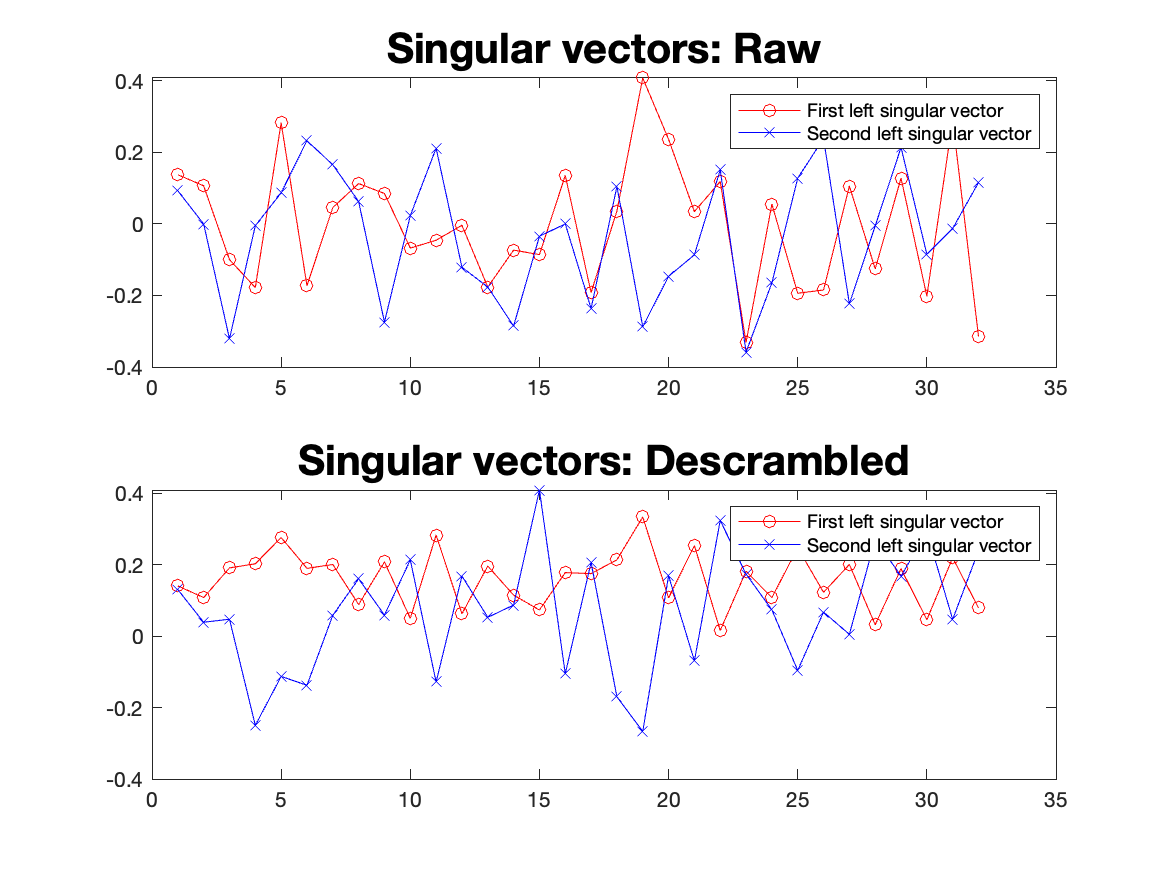 Singular vectors: Raw
0.4
0.2
0
-0.2
-0.4
First left singular vector
Second left singular vector
0 5 10 15 20 25 30 35
Singular vectors: Descrambled
0.4
0.2
0
-0.2
-0.4
First left singular vector
Second left singular vector
0 5 10 15 20 25 30 35